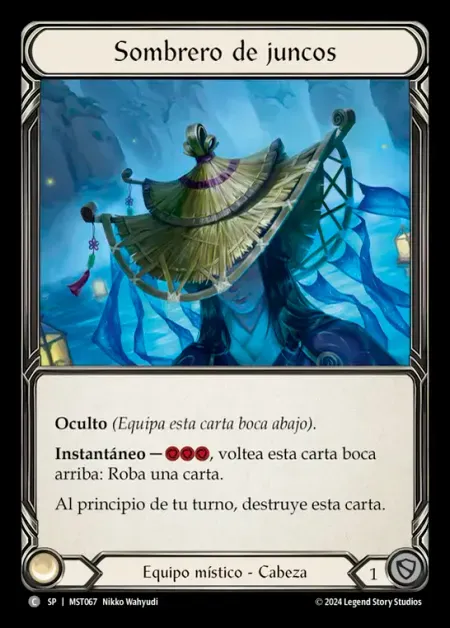 Sombrero de juncos
Oculto (Equipa esta carta boca abajo).
Instantáneo — , voltea esta carta boca
arriba: Roba una carta.
Al principio de tu turno, destruye esta carta.
Equipo místico - Cabeza
1
C SP | MST067 Nikko Wahyudi
© 2024 Legend Story Studios